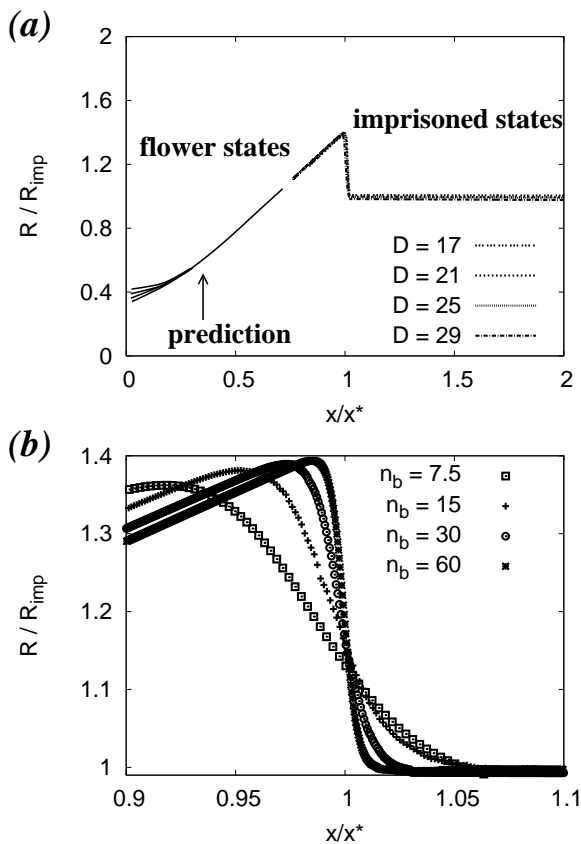 (a)
2
1.6
1.2
0.8
0.4
0
R / R_imp
flower states
imprisoned states
prediction
D = 17
D = 21
D = 25
D = 29
0 0.5 1 1.5 2
x/x*
(b)
1.4
1.3
1.2
1.1
1
R / R_imp
n_b = 7.5
n_b = 15
n_b = 30
n_b = 60
0.9 0.95 1 1.05 1.1
x/x*